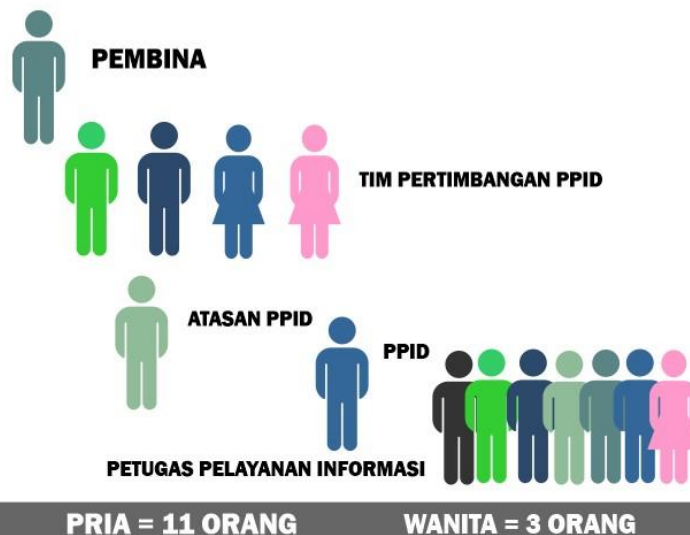 PEMBINA
TIM PERTIMBANGAN PPID
ATASAN PPID
PPID
PETUGAS PELAYANAN INFORMASI
PRIA = 11 ORANG
WANITA = 3 ORANG